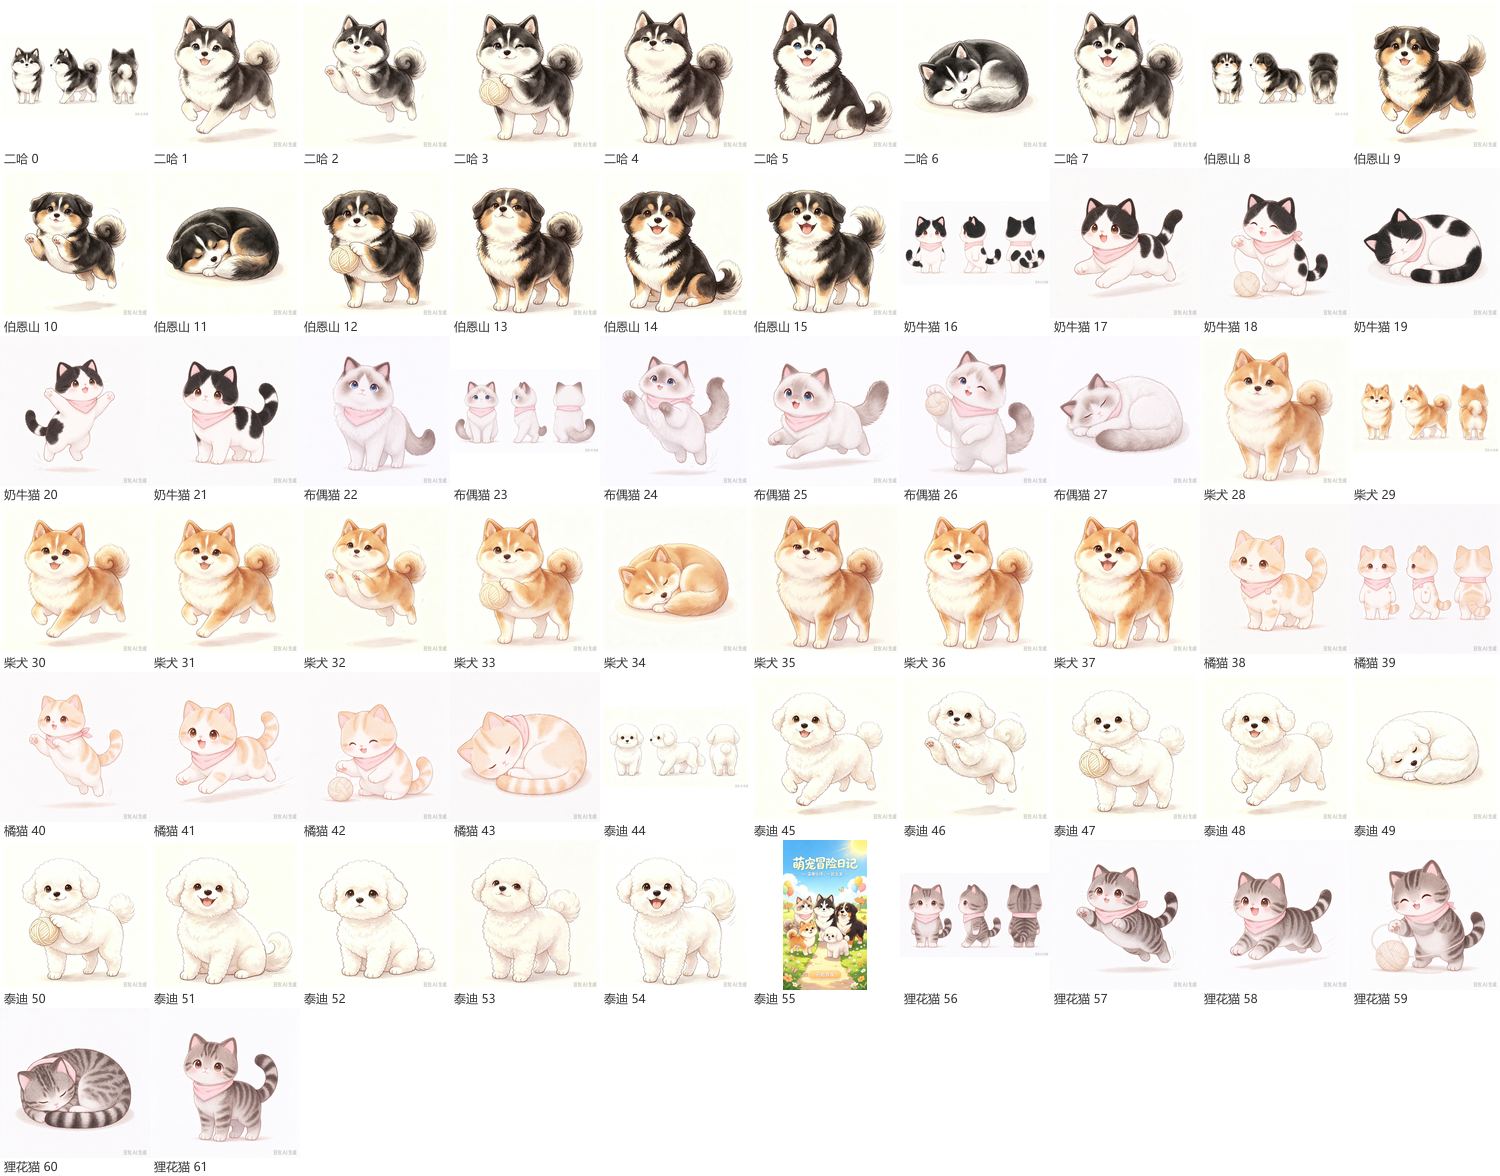 二哈 0
二哈 1
二哈 2
二哈 3
二哈 4
二哈 5
二哈 6
二哈 7
伯恩山 8
伯恩山 9
伯恩山 10
伯恩山 11
伯恩山 12
伯恩山 13
伯恩山 14
伯恩山 15
奶牛猫 16
奶牛猫 17
奶牛猫 18
奶牛猫 19
奶牛猫 20
奶牛猫 21
布偶猫 22
布偶猫 23
布偶猫 24
布偶猫 25
布偶猫 26
布偶猫 27
柴犬 28
柴犬 29
柴犬 30
柴犬 31
柴犬 32
柴犬 33
柴犬 34
柴犬 35
柴犬 36
柴犬 37
橘猫 38
橘猫 39
橘猫 40
橘猫 41
橘猫 42
橘猫 43
泰迪 44
泰迪 45
泰迪 46
泰迪 47
泰迪 48
泰迪 49
萌宠冒险日记
泰迪 50
泰迪 51
泰迪 52
泰迪 53
泰迪 54
泰迪 55
狸花猫 56
狸花猫 57
狸花猫 58
狸花猫 59
狸花猫 60
狸花猫 61